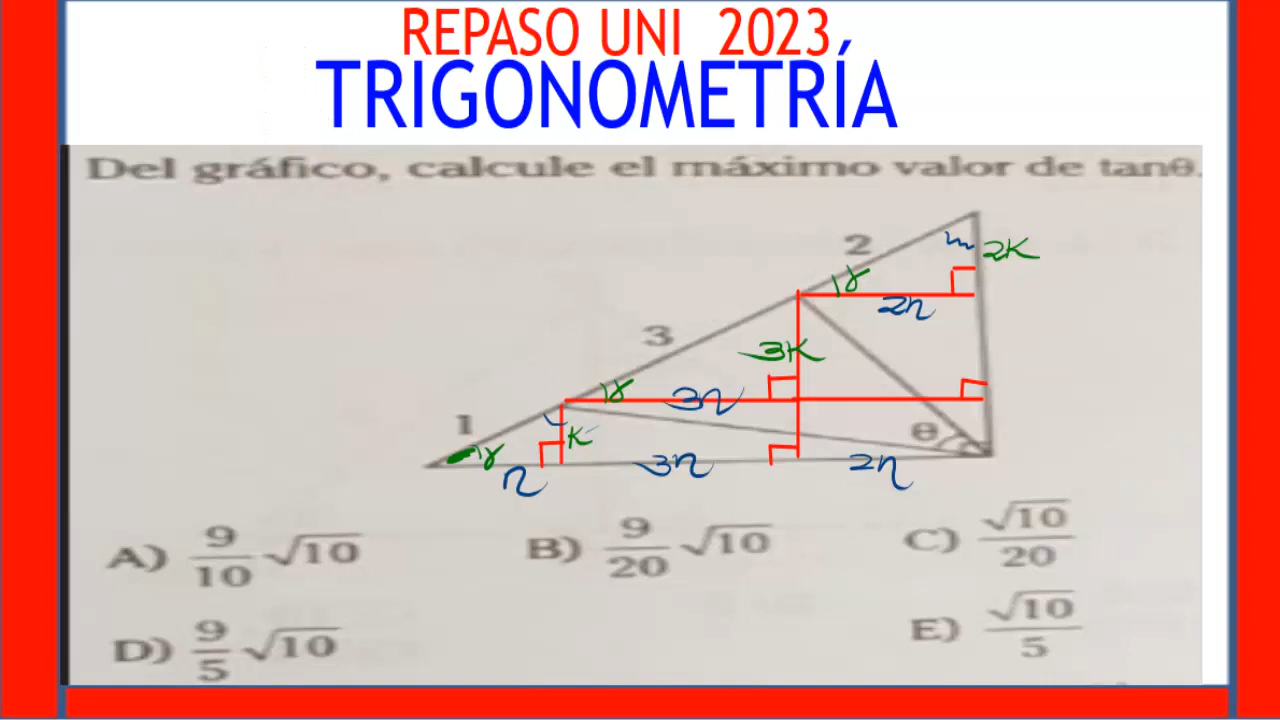 REPASO UNI 2023
TRIGONOMETRÍA
Del gráfico, calcule el máximo valor de tanθ.
2
2K
γ
2n
3
3K
γ
3n
1
K
θ
γ
n
3n
2n
A) 9/10 √10
B) 9/20 √10
C) √10/20
D) 9/5 √10
E) √10/5